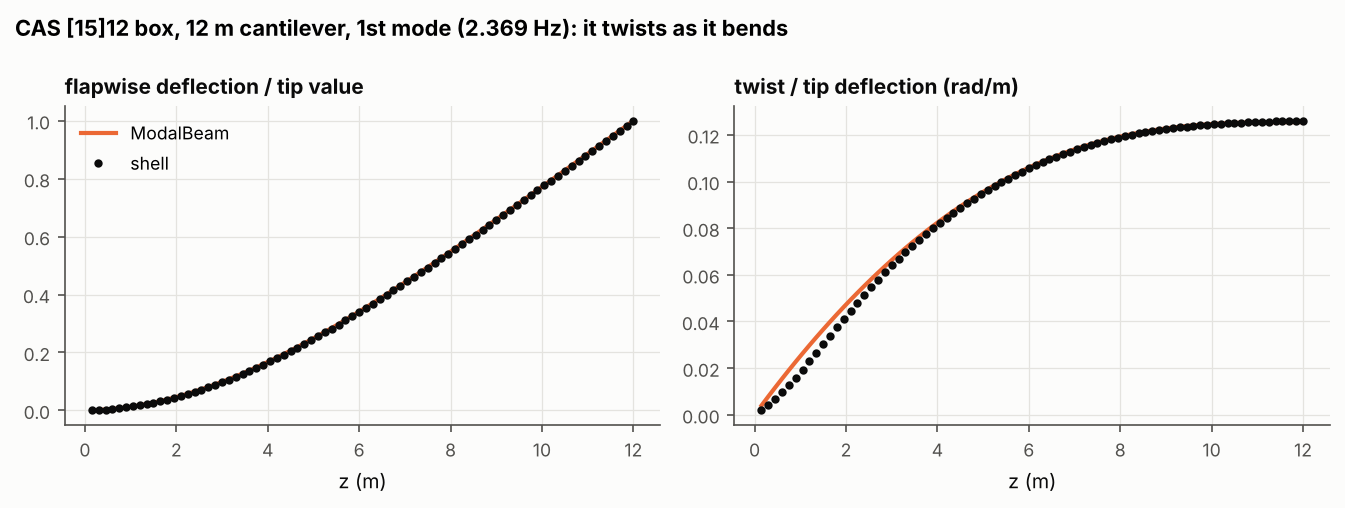 CAS [15]12 box, 12 m cantilever, 1st mode (2.369 Hz): it twists as it bends
flapwise deflection / tip value
1.0
0.8
0.6
0.4
0.2
0.0
ModalBeam
shell
0 2 4 6 8 10 12
z (m)
twist / tip deflection (rad/m)
0.12
0.10
0.08
0.06
0.04
0.02
0.00
0 2 4 6 8 10 12
z (m)